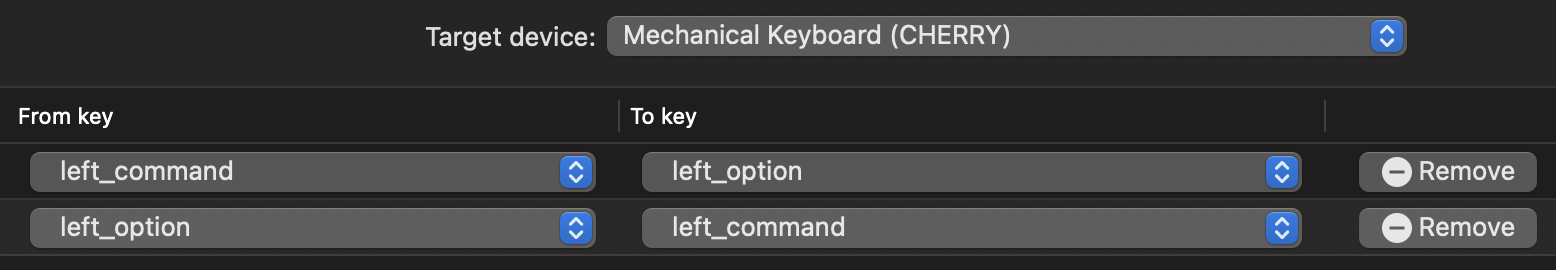 Target device: Mechanical Keyboard (CHERRY)
From key To key
left_command left_option Remove
left_option left_command Remove